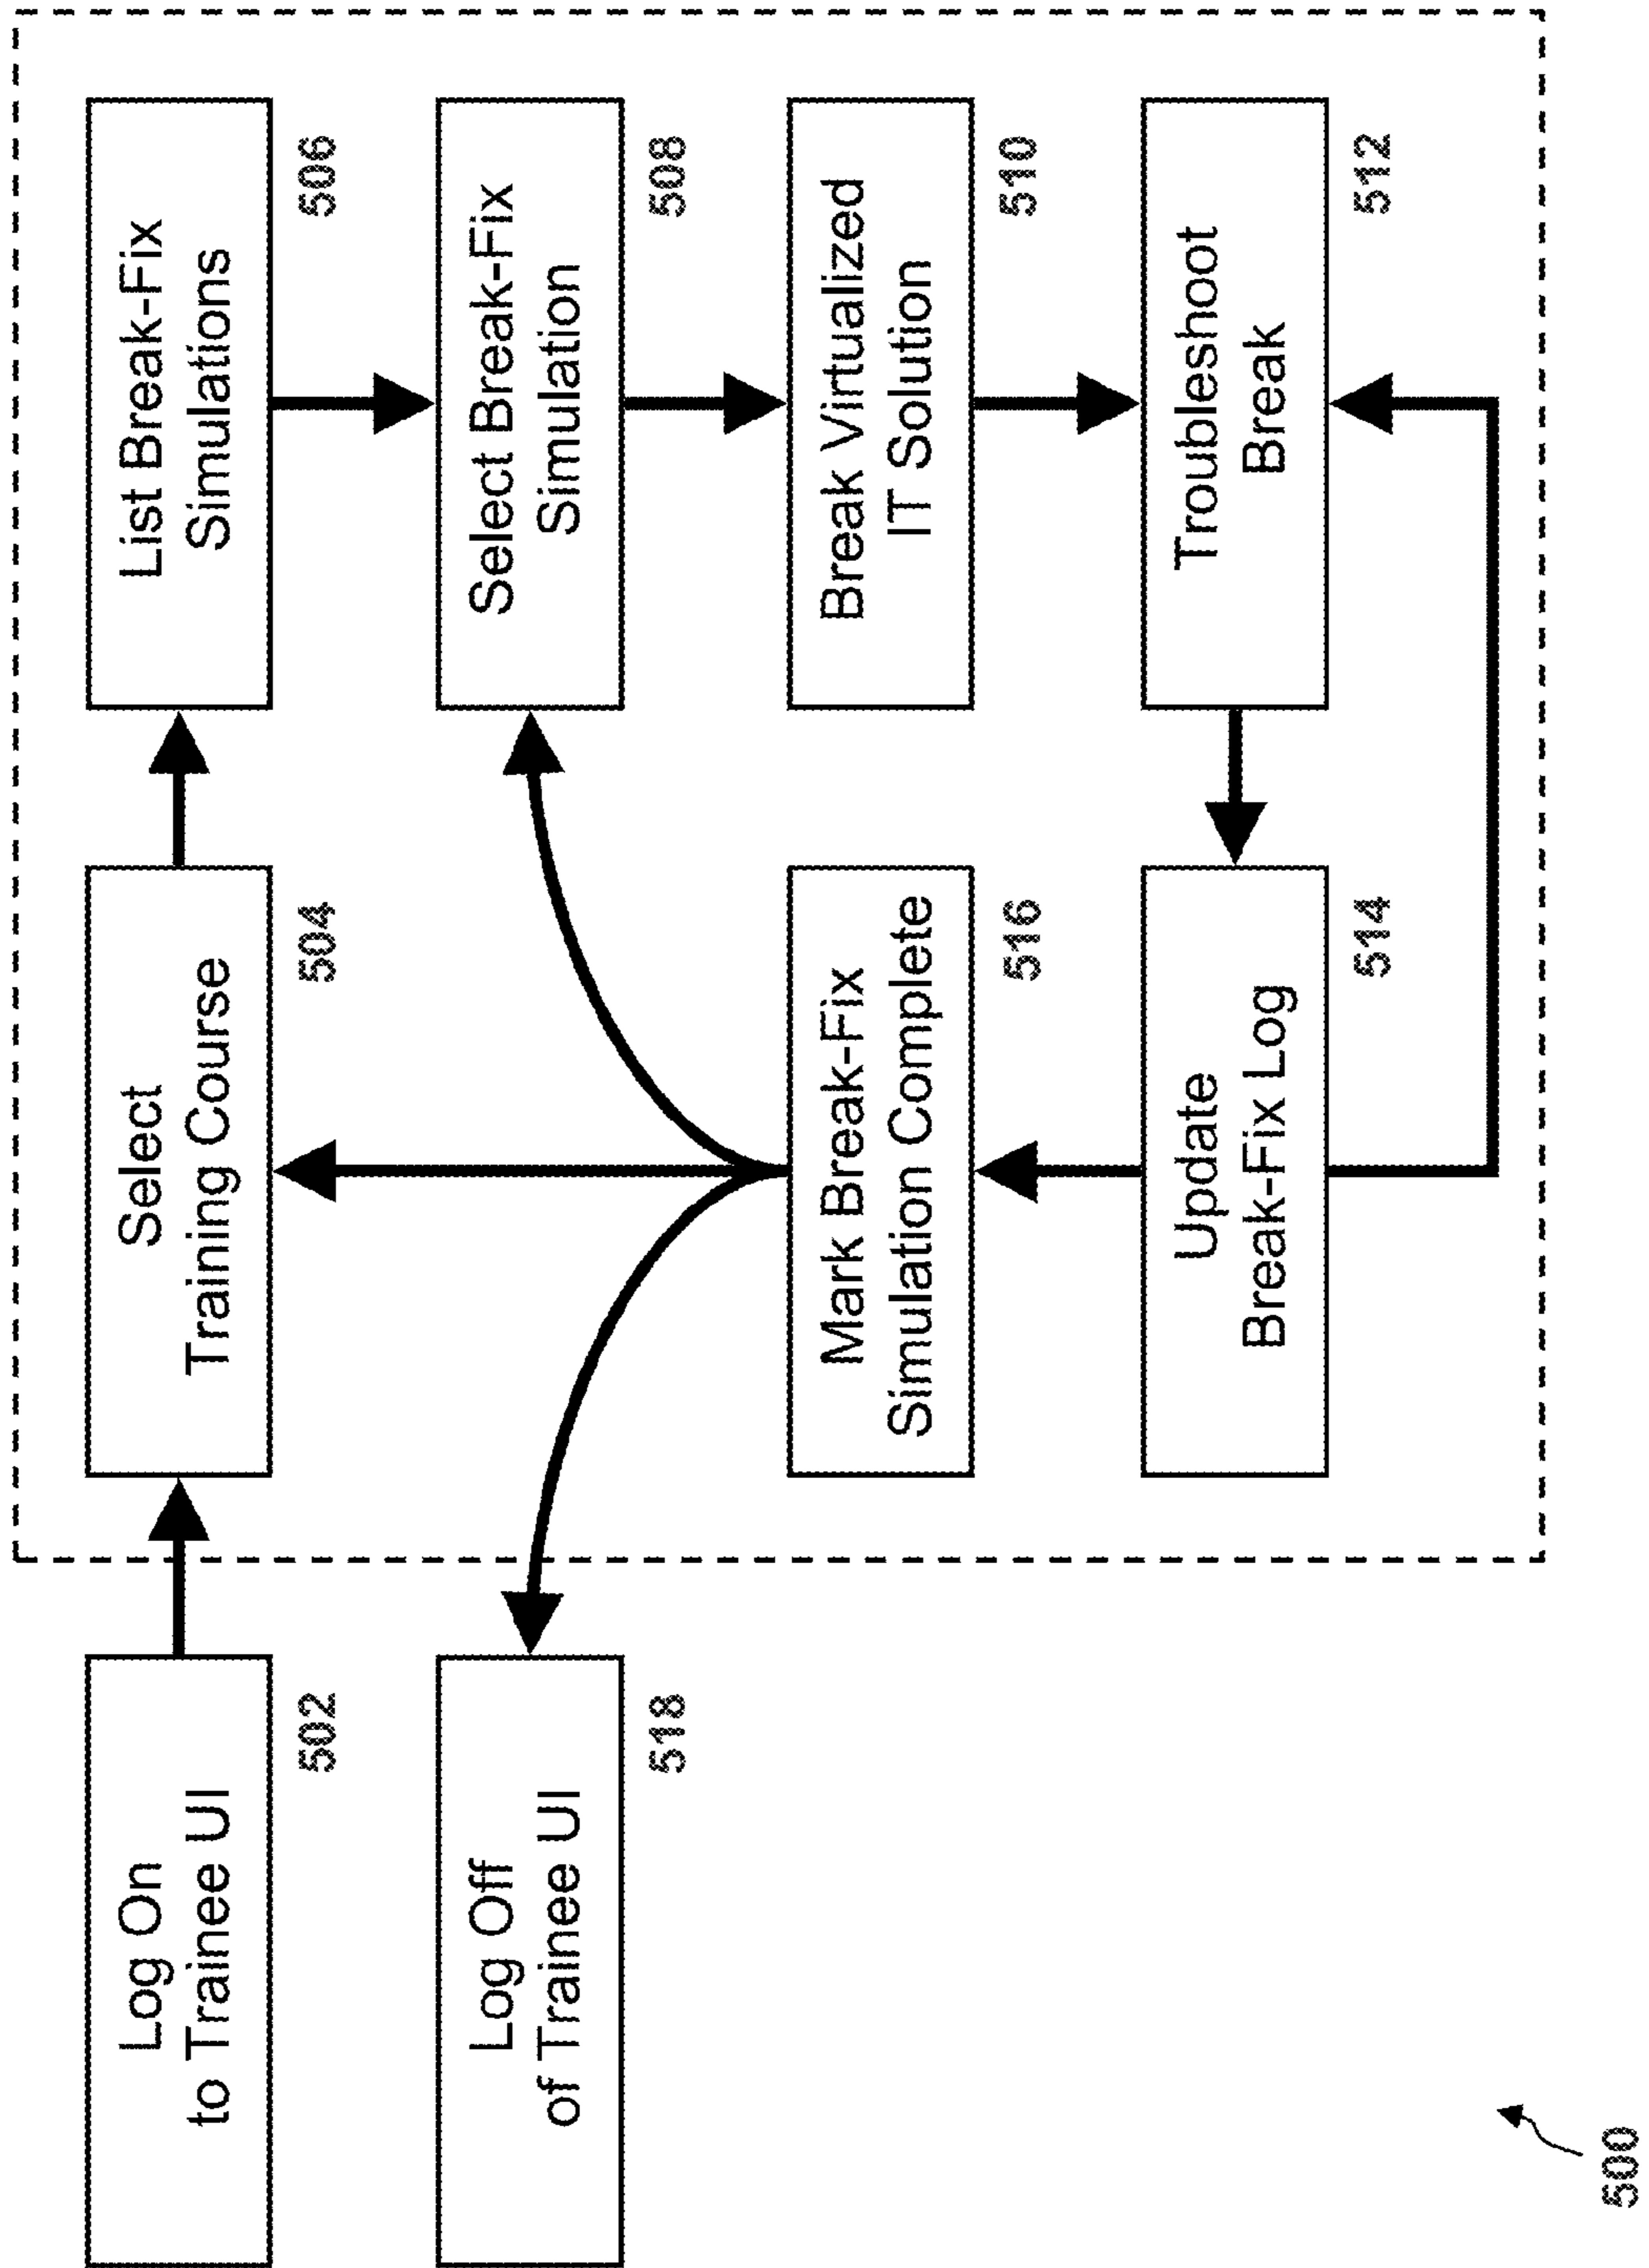 Log On
to Trainee UI
502
Select
Training Course
504
List Break-Fix
Simulations
506
Log Off
of Trainee UI
518
Select Break-Fix
Simulation
508
Mark Break-Fix
Simulation Complete
516
Break Virtualized
IT Solution
510
Update
Break-Fix Log
514
Troubleshoot
Break
512
500